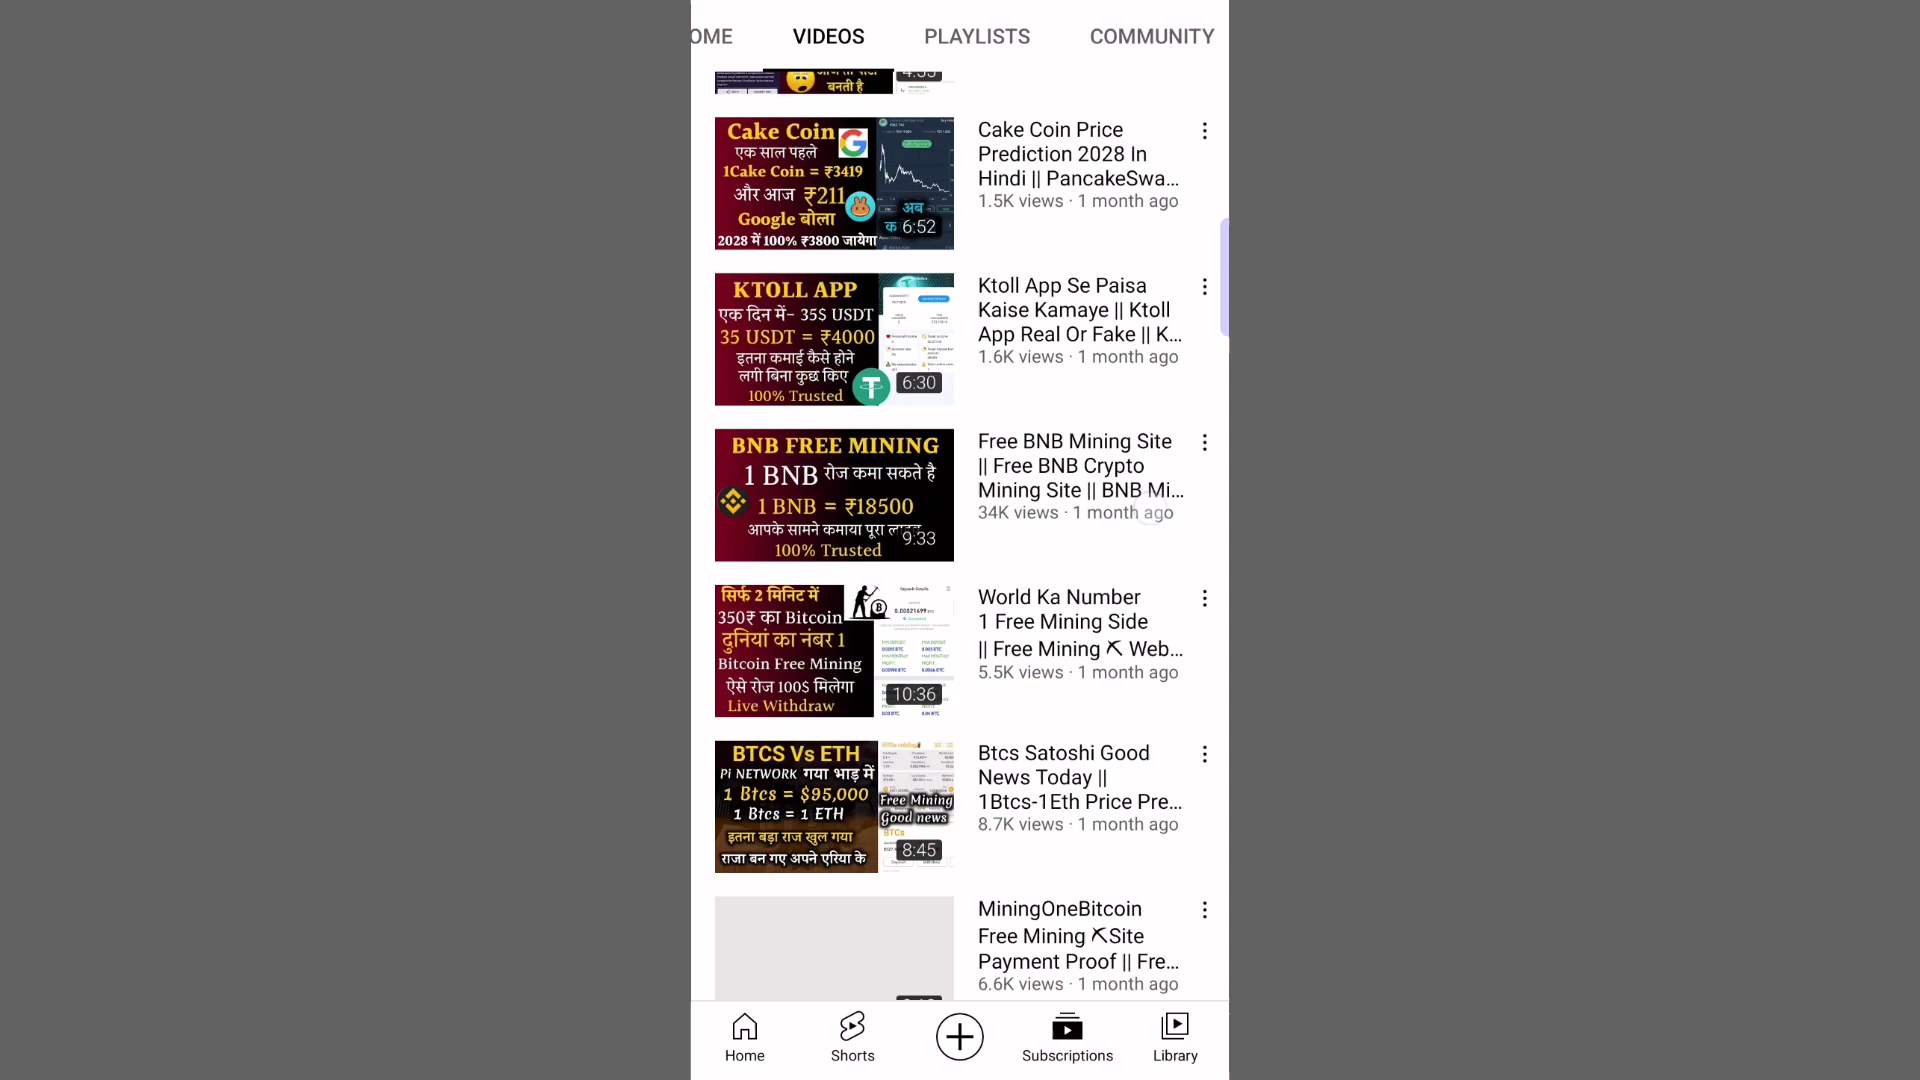 OME VIDEOS PLAYLISTS COMMUNITY
बनती है
4:55
Cake Coin
एक साल पहले
1Cake Coin = ₹3419
और आज ₹211
Google बोला
2028 में 100% ₹3800 जायेगा
अब
6:52
Cake Coin Price
Prediction 2028 In
Hindi || PancakeSwa...
1.5K views · 1 month ago
KTOLL APP
एक दिन में- 35$ USDT
35 USDT = ₹4000
इतना कमाई कैसे होने
लगी बिना कुछ किए
100% Trusted
6:30
Ktoll App Se Paisa
Kaise Kamaye || Ktoll
App Real Or Fake || K...
1.6K views · 1 month ago
BNB FREE MINING
1 BNB रोज कमा सकते है
1 BNB = ₹18500
आपके सामने कमाया पूरा
100% Trusted
9:33
Free BNB Mining Site
|| Free BNB Crypto
Mining Site || BNB Mi...
34K views · 1 month ago
सिर्फ 2 मिनिट में
350₹ का Bitcoin
दुनियां का नंबर 1
Bitcoin Free Mining
ऐसे रोज 100$ मिलेगा
Live Withdraw
10:36
World Ka Number
1 Free Mining Side
|| Free Mining ⛏ Web...
5.5K views · 1 month ago
BTCS Vs ETH
Pi NETWORK गया भाड़ में
1 Btcs = $95,000
1 Btcs = 1 ETH
इतना बड़ा राज खुल गया
राजा बन गए अपने एरिया के
Free Mining
Good news
BTCs
8:45
Btcs Satoshi Good
News Today ||
1Btcs-1Eth Price Pre...
8.7K views · 1 month ago
MiningOneBitcoin
Free Mining ⛏Site
Payment Proof || Fre...
6.6K views · 1 month ago
Home Shorts Subscriptions Library